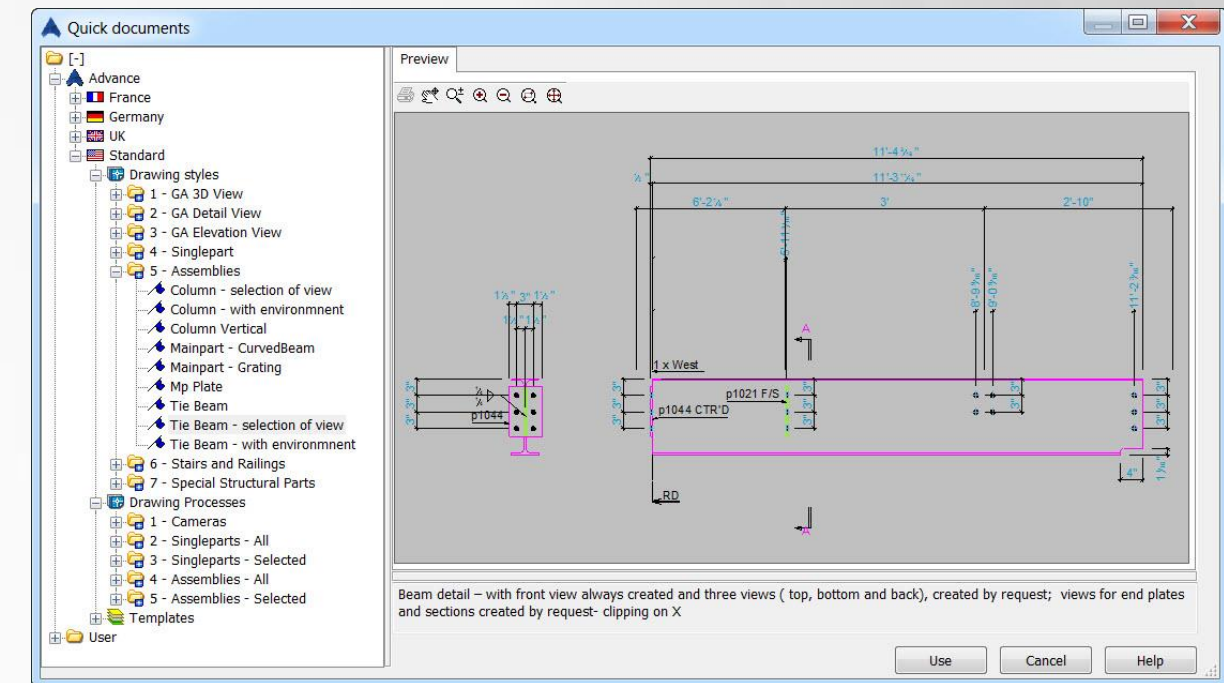 Quick documents
[-]
Advance
France
Germany
UK
Standard
Drawing styles
1 - GA 3D View
2 - GA Detail View
3 - GA Elevation View
4 - Singlepart
5 - Assemblies
Column - selection of view
Column - with environmnent
Column Vertical
Mainpart - CurvedBeam
Mainpart - Grating
Mp Plate
Tie Beam
Tie Beam - selection of view
Tie Beam - with environmnent
6 - Stairs and Railings
7 - Special Structural Parts
Drawing Processes
1 - Cameras
2 - Singleparts - All
3 - Singleparts - Selected
4 - Assemblies - All
5 - Assemblies - Selected
Templates
User
Preview
3'
2'-10"
3"
A
1 x West
p1021 F/S
p1044
p1044 CTR'D
3" 3" 3"
4"
RD
A
Beam detail – with front view always created and three views ( top, bottom and back), created by request; views for end plates
and sections created by request- clipping on X
Use
Cancel
Help